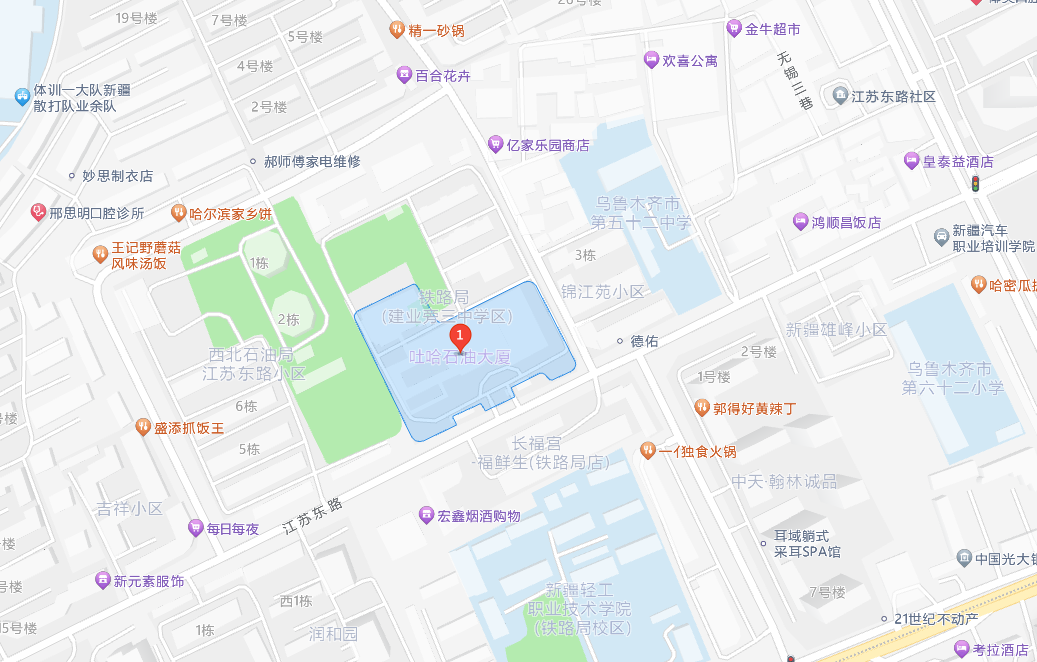 19号楼
7号楼
5号楼
精一砂锅
金牛超市
欢喜公寓
4号楼
百合花卉
无锡三巷
体训一大队新疆
散打队业余队
2号楼
江苏东路社区
亿家乐园商店
郝师傅家电维修
皇泰益酒店
妙思制衣店
邢思明口腔诊所
哈尔滨家乡饼
乌鲁木齐市
第五十二中学
鸿顺昌饭店
新疆汽车
职业培训学院
王记野蘑菇
风味汤饭
1栋
3栋
锦江苑小区
哈密瓜
铁路局
(建业第三中学区)
2栋
吐哈石油大厦
德佑
新疆雄峰小区
2号楼
西北石油局
江苏东路小区
1号楼
乌鲁木齐市
第六十二小学
6栋
郭得好黄辣丁
盛添抓饭王
5栋
长福宫
-福鲜生(铁路局店)
一亻独食火锅
中天·翰林诚品
吉祥小区
江苏东路
宏鑫烟酒购物
每日每夜
耳域躺式
采耳SPA馆
中国光大银
新元素服饰
新疆轻工
职业技术学院
(铁路局校区)
7号楼
西1栋
21世纪不动产
15号楼
1栋
润和园
考拉酒店